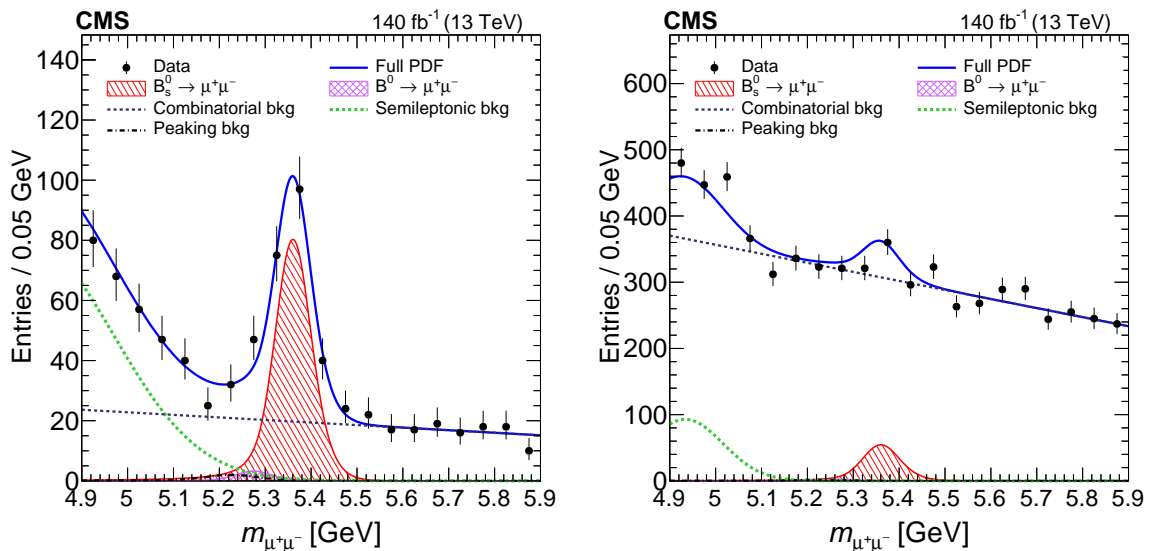 CMS 140 fb⁻¹ (13 TeV)
Data Full PDF
B⁰ₛ → μ⁺μ⁻ B⁰ → μ⁺μ⁻
Combinatorial bkg Semileptonic bkg
Peaking bkg
140
120
100
80
60
40
20
0
Entries / 0.05 GeV
4.9 5 5.1 5.2 5.3 5.4 5.5 5.6 5.7 5.8 5.9
m_μ⁺μ⁻ [GeV]
CMS 140 fb⁻¹ (13 TeV)
Data Full PDF
B⁰ₛ → μ⁺μ⁻ B⁰ → μ⁺μ⁻
Combinatorial bkg Semileptonic bkg
Peaking bkg
600
500
400
300
200
100
0
Entries / 0.05 GeV
4.9 5 5.1 5.2 5.3 5.4 5.5 5.6 5.7 5.8 5.9
m_μ⁺μ⁻ [GeV]